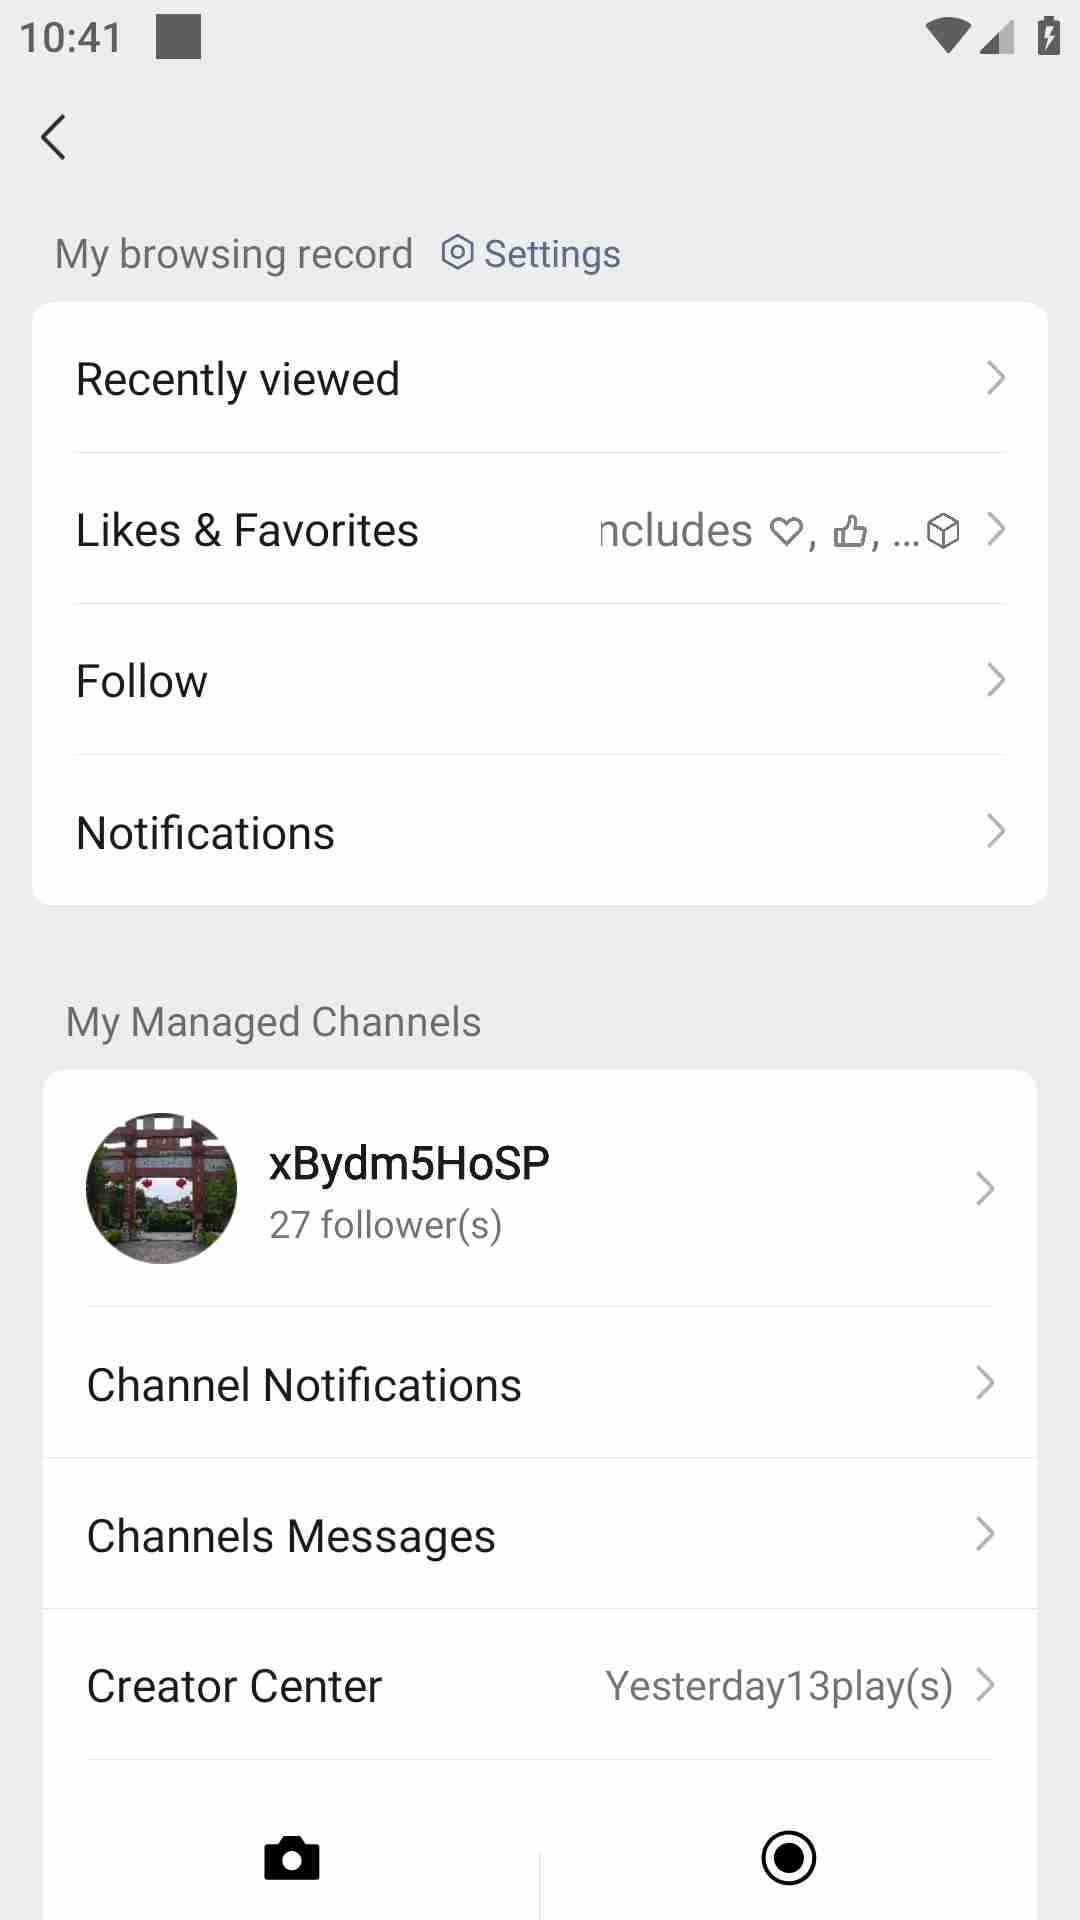 10:41
My browsing record Settings
Recently viewed
Likes & Favorites ncludes ♡, 👍, ...
Follow
Notifications
My Managed Channels
xBydm5HoSP
27 follower(s)
Channel Notifications
Channels Messages
Creator Center Yesterday13play(s)